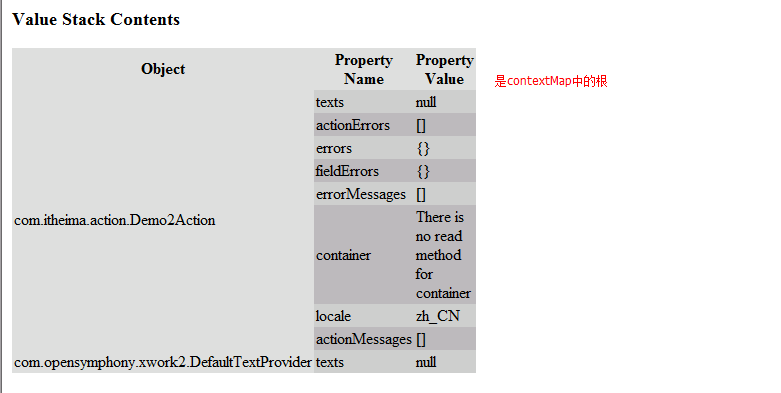 Value Stack Contents
Object Property Name Property Value
是contextMap中的根
com.itheima.action.Demo2Action
texts null
actionErrors []
errors {}
fieldErrors {}
errorMessages []
container There is no read method for container
locale zh_CN
actionMessages []
com.opensymphony.xwork2.DefaultTextProvider texts null